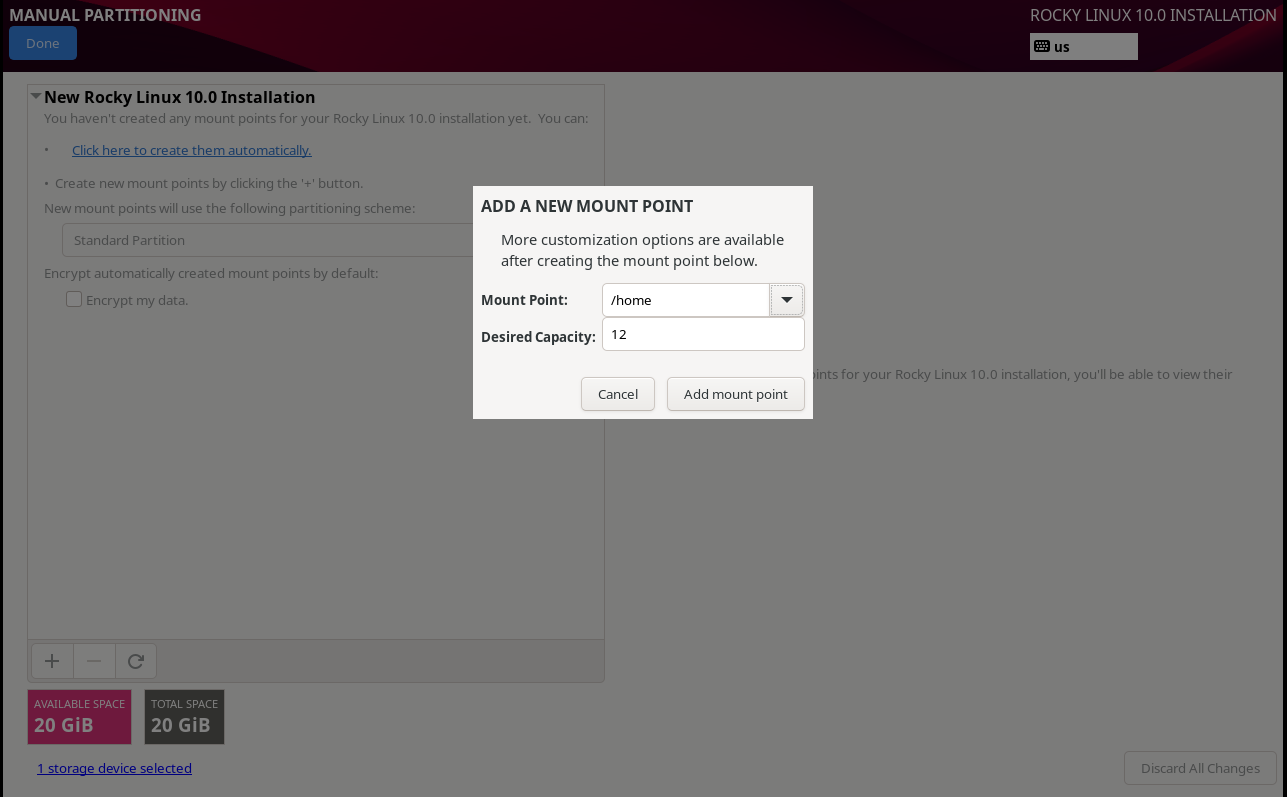 MANUAL PARTITIONING
ROCKY LINUX 10.0 INSTALLATION
Done
us
New Rocky Linux 10.0 Installation
You haven't created any mount points for your Rocky Linux 10.0 installation yet.  You can:
• Click here to create them automatically.
• Create new mount points by clicking the '+' button.
New mount points will use the following partitioning scheme:
Standard Partition
Encrypt automatically created mount points by default:
Encrypt my data.
ADD A NEW MOUNT POINT
More customization options are available
after creating the mount point below.
Mount Point: /home
Desired Capacity: 12
Cancel
Add mount point
for your Rocky Linux 10.0 installation, you'll be able to view their
AVAILABLE SPACE
20 GiB
TOTAL SPACE
20 GiB
1 storage device selected
Discard All Changes